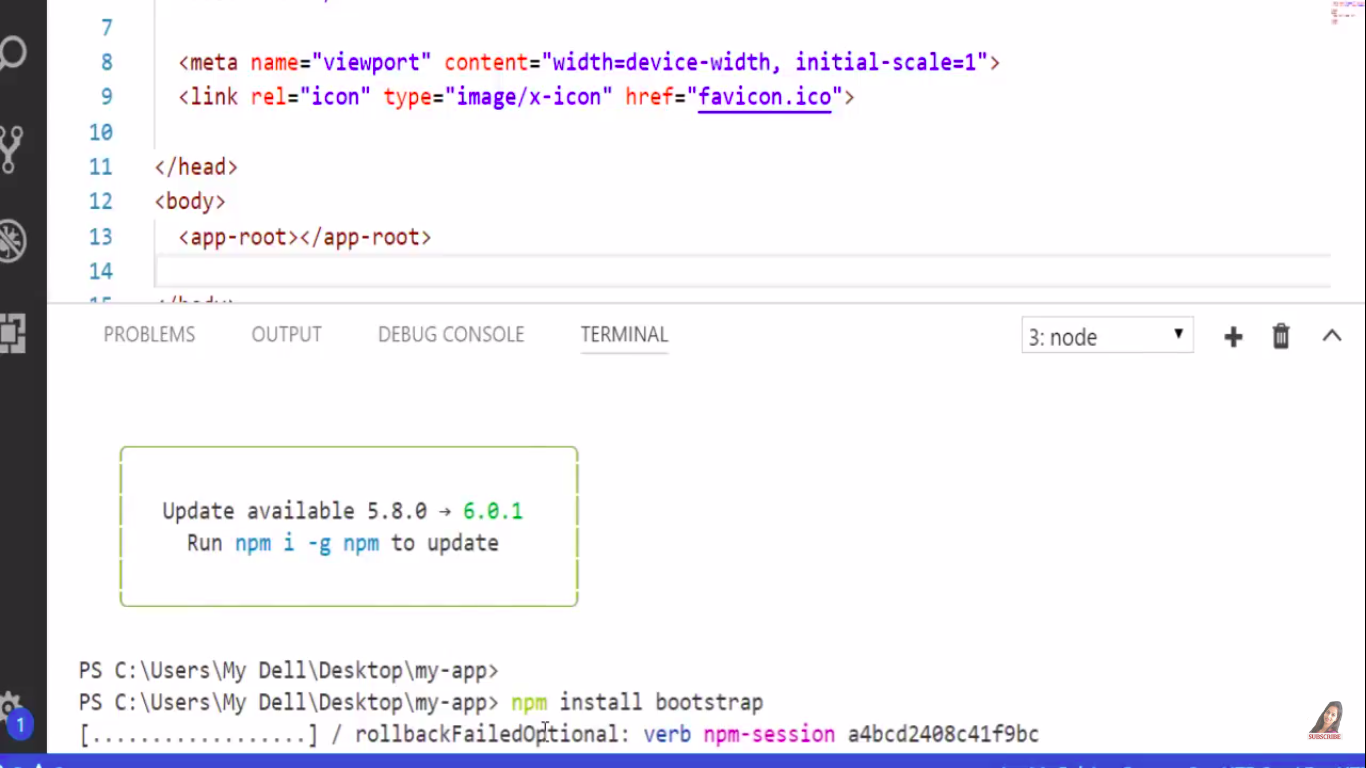 7
8 <meta name="viewport" content="width=device-width, initial-scale=1">
9 <link rel="icon" type="image/x-icon" href="favicon.ico">
10
11 </head>
12 <body>
13 <app-root></app-root>
14
15 </body>
PROBLEMS OUTPUT DEBUG CONSOLE TERMINAL 3: node
Update available 5.8.0 → 6.0.1
Run npm i -g npm to update
PS C:\Users\My Dell\Desktop\my-app>
PS C:\Users\My Dell\Desktop\my-app> npm install bootstrap
[..................] / rollbackFailedOptional: verb npm-session a4bcd2408c41f9bc
1
SUBSCRIBE